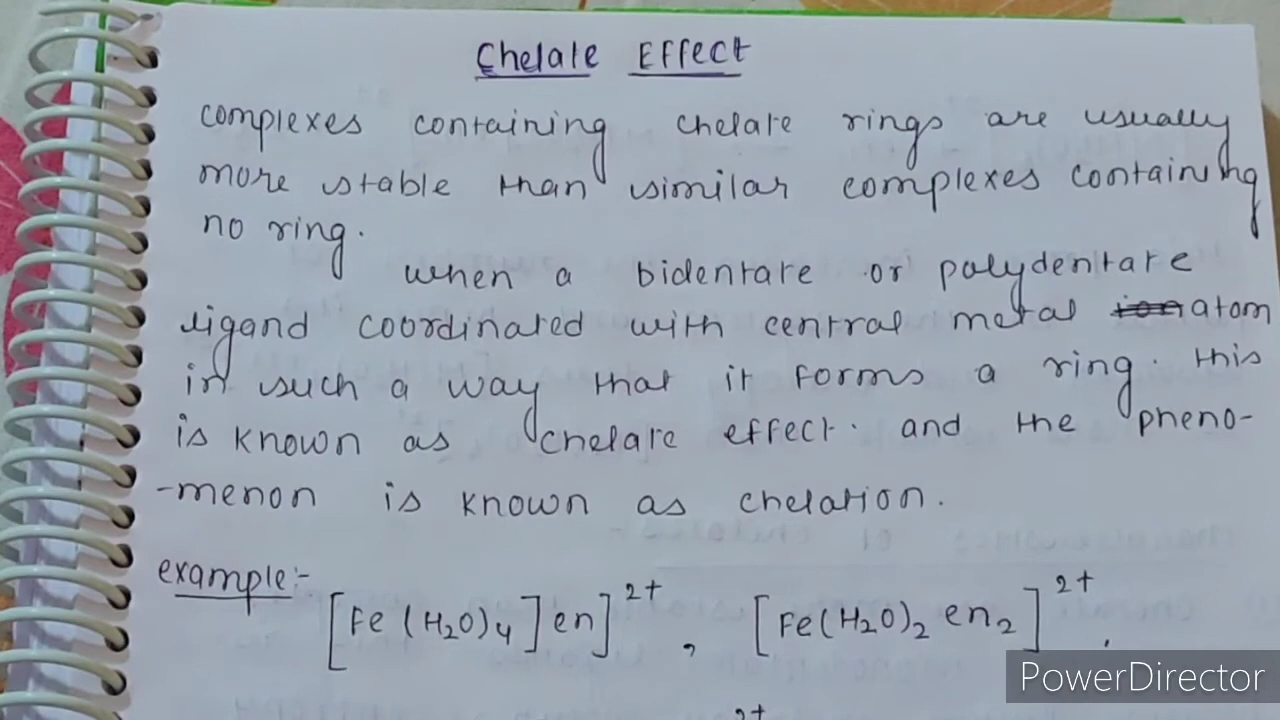 Chelate Effect
complexes containing chelate rings are usually
more stable than similar complexes containing
no ring.
when a bidentate or polydentate
ligand coordinated with central metal ion atom
in such a way that it forms a ring. this
is known as chelate effect. and the pheno-
-menon is known as chelation.
example:- [Fe(H2O)4]en]2+, [Fe(H2O)2 en2]2+.
2+
PowerDirector